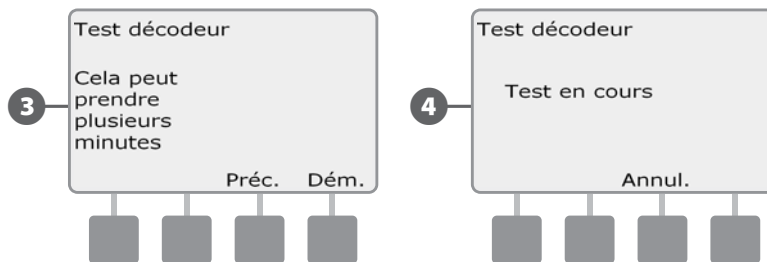 Test décodeur
Cela peut
prendre
plusieurs
minutes
Préc. Dém.
3
Test décodeur
Test en cours
Annul.
4